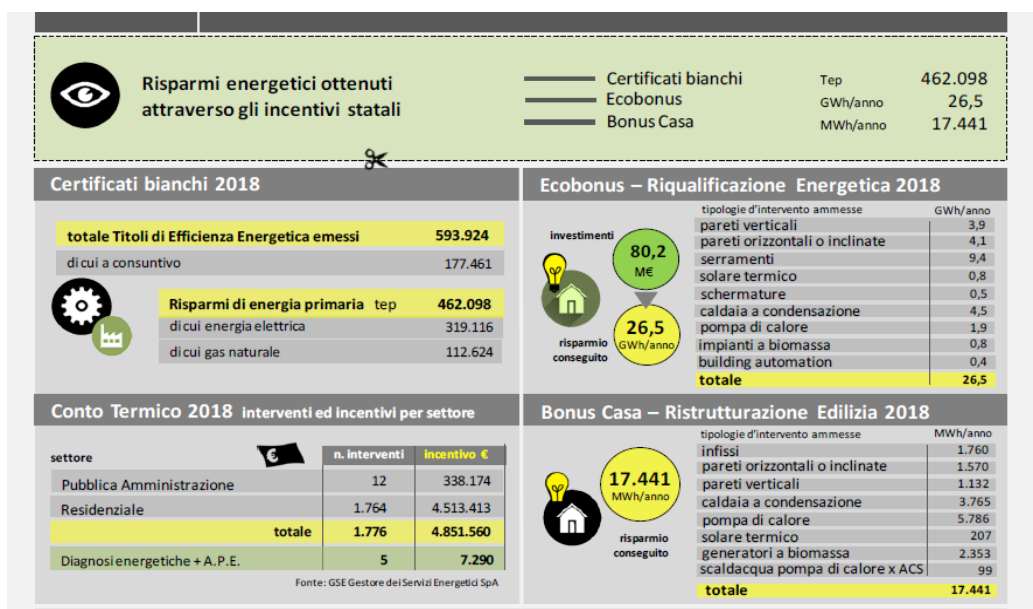 Risparmi energetici ottenuti
attraverso gli incentivi statali
Certificati bianchi Tep 462.098
Ecobonus GWh/anno 26,5
Bonus Casa MWh/anno 17.441
Certificati bianchi 2018
totale Titoli di Efficienza Energetica emessi 593.924
di cui a consuntivo 177.461
Risparmi di energia primaria tep 462.098
di cui energia elettrica 319.116
di cui gas naturale 112.624
Ecobonus – Riqualificazione Energetica 2018
investimenti
80,2
M€
26,5
GWh/anno
risparmio
conseguito
tipologie d'intervento ammesse GWh/anno
pareti verticali 3,9
pareti orizzontali o inclinate 4,1
serramenti 9,4
solare termico 0,8
schermature 0,5
caldaia a condensazione 4,5
pompa di calore 1,9
impianti a biomassa 0,8
building automation 0,4
totale 26,5
Conto Termico 2018 interventi ed incentivi per settore
settore € n. interventi incentivo €
Pubblica Amministrazione 12 338.174
Residenziale 1.764 4.513.413
totale 1.776 4.851.560
Diagnosi energetiche + A.P.E. 5 7.290
Fonte: GSE Gestore dei Servizi Energetici SpA
Bonus Casa – Ristrutturazione Edilizia 2018
17.441
MWh/anno
risparmio
conseguito
tipologie d'intervento ammesse MWh/anno
infissi 1.760
pareti orizzontali o inclinate 1.570
pareti verticali 1.132
caldaia a condensazione 3.765
pompa di calore 5.786
solare termico 207
generatori a biomassa 2.353
scaldacqua pompa di calore x ACS 99
totale 17.441